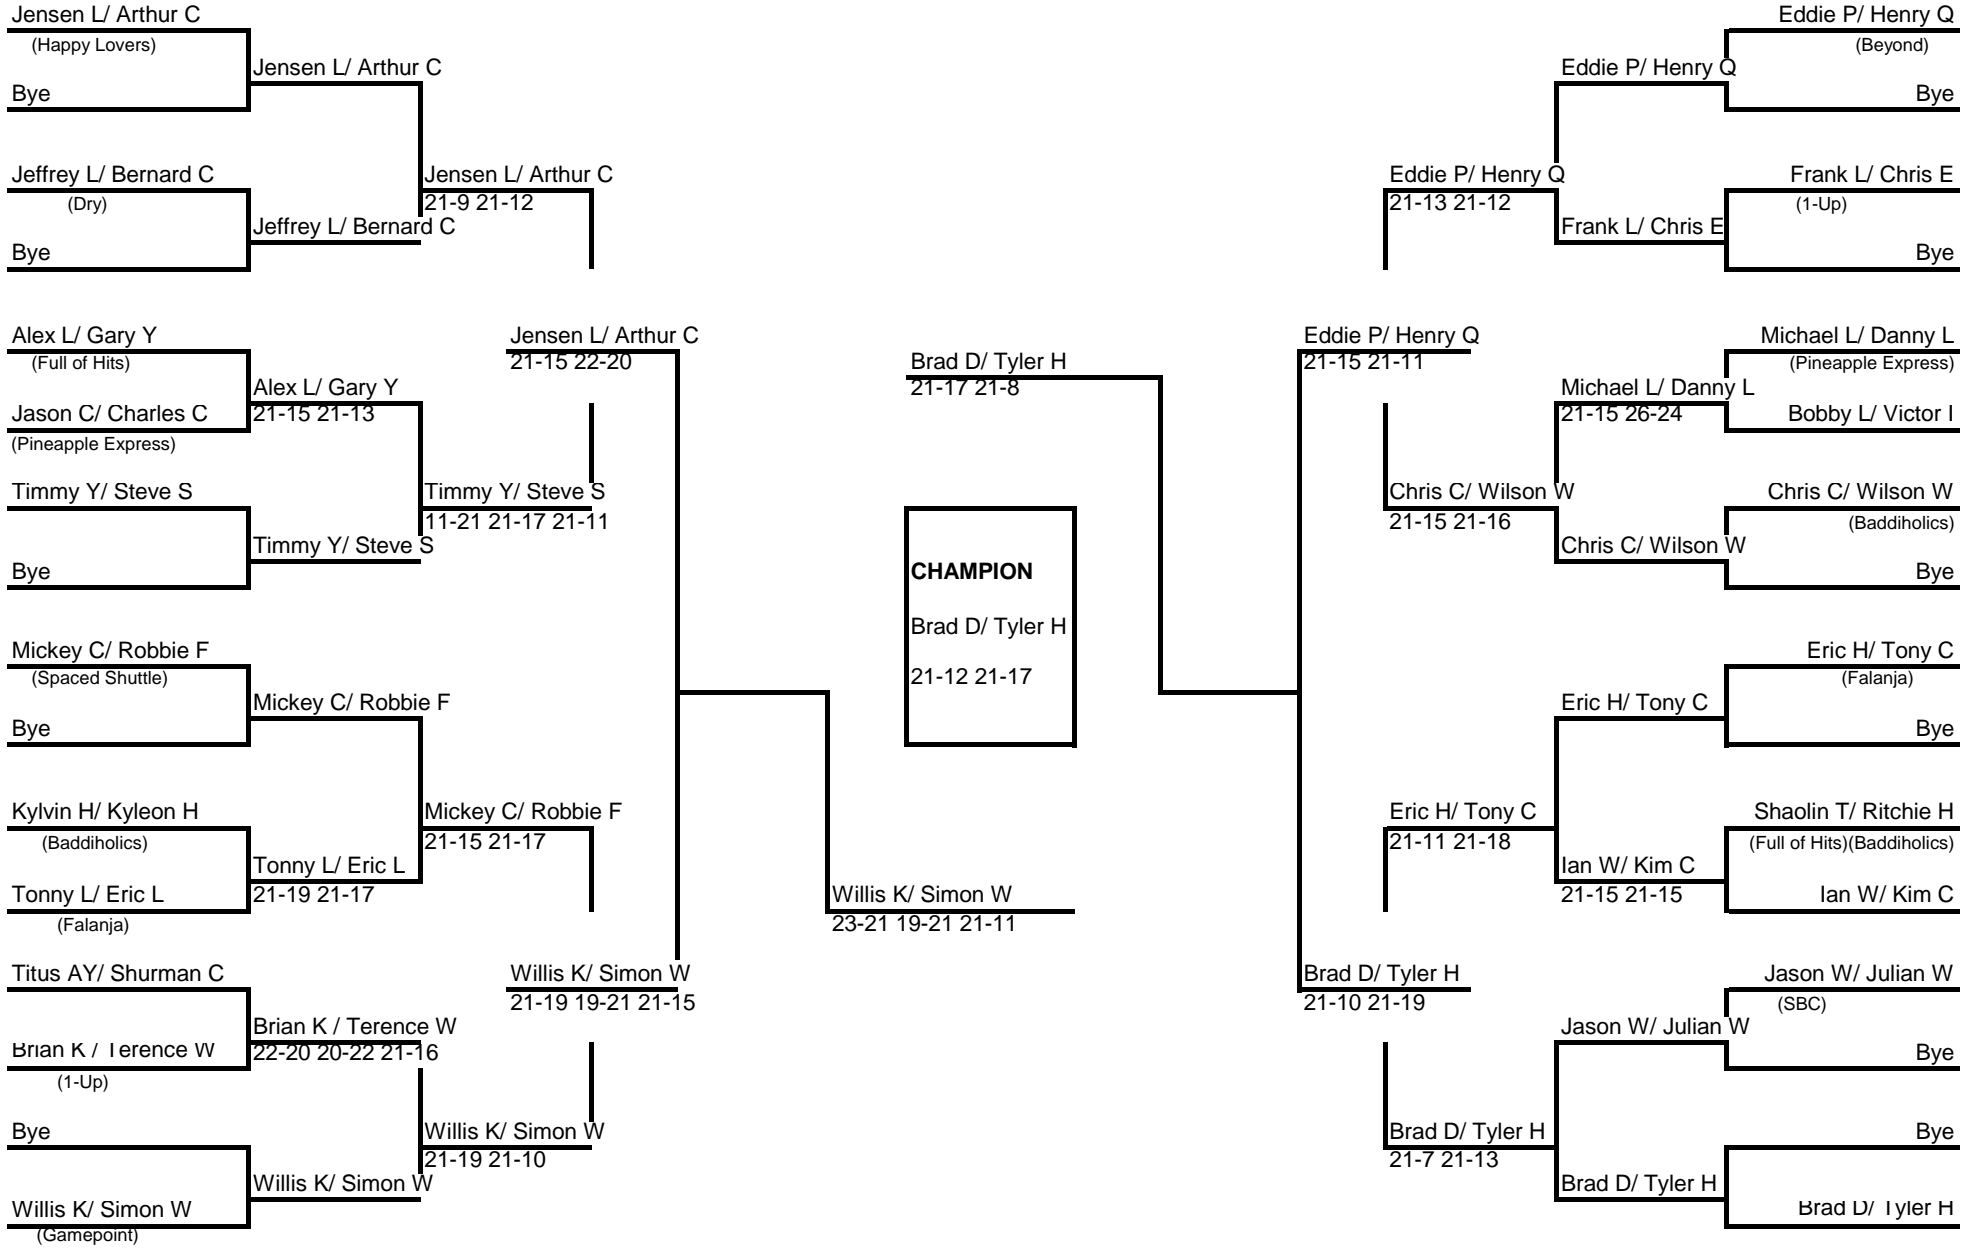 Jensen L/ Arthur C
(Happy Lovers)
Jensen L/ Arthur C
Bye
Jeffrey L/ Bernard C
(Dry)
Jensen L/ Arthur C
21-9 21-12
Jeffrey L/ Bernard C
Bye
Alex L/ Gary Y
(Full of Hits)
Jensen L/ Arthur C
21-15 22-20
Alex L/ Gary Y
21-15 21-13
Jason C/ Charles C
(Pineapple Express)
Timmy Y/ Steve S
Timmy Y/ Steve S
11-21 21-17 21-11
Timmy Y/ Steve S
Bye
Mickey C/ Robbie F
(Spaced Shuttle)
Mickey C/ Robbie F
Bye
Kylvin H/ Kyleon H
(Baddiholics)
Mickey C/ Robbie F
21-15 21-17
Tonny L/ Eric L
21-19 21-17
Tonny L/ Eric L
(Falanja)
Willis K/ Simon W
23-21 19-21 21-11
Titus AY/ Shurman C
Willis K/ Simon W
21-19 19-21 21-15
Brian K / Terence W
22-20 20-22 21-16
Brian K / Terence W
(1-Up)
Bye
Willis K/ Simon W
21-19 21-10
Willis K/ Simon W
Willis K/ Simon W
(Gamepoint)
Brad D/ Tyler H
21-17 21-8
CHAMPION
Brad D/ Tyler H
21-12 21-17
Eddie P/ Henry Q
(Beyond)
Eddie P/ Henry Q
Bye
Eddie P/ Henry Q
21-13 21-12
Frank L/ Chris E
(1-Up)
Frank L/ Chris E
Bye
Eddie P/ Henry Q
21-15 21-11
Michael L/ Danny L
(Pineapple Express)
Michael L/ Danny L
21-15 26-24
Bobby L/ Victor I
Chris C/ Wilson W
21-15 21-16
Chris C/ Wilson W
(Baddiholics)
Chris C/ Wilson W
Bye
Eric H/ Tony C
(Falanja)
Eric H/ Tony C
Bye
Eric H/ Tony C
21-11 21-18
Shaolin T/ Ritchie H
(Full of Hits)(Baddiholics)
Ian W/ Kim C
21-15 21-15
Ian W/ Kim C
Brad D/ Tyler H
21-10 21-19
Jason W/ Julian W
(SBC)
Jason W/ Julian W
Bye
Brad D/ Tyler H
21-7 21-13
Bye
Brad D/ Tyler H
Brad D/ Tyler H